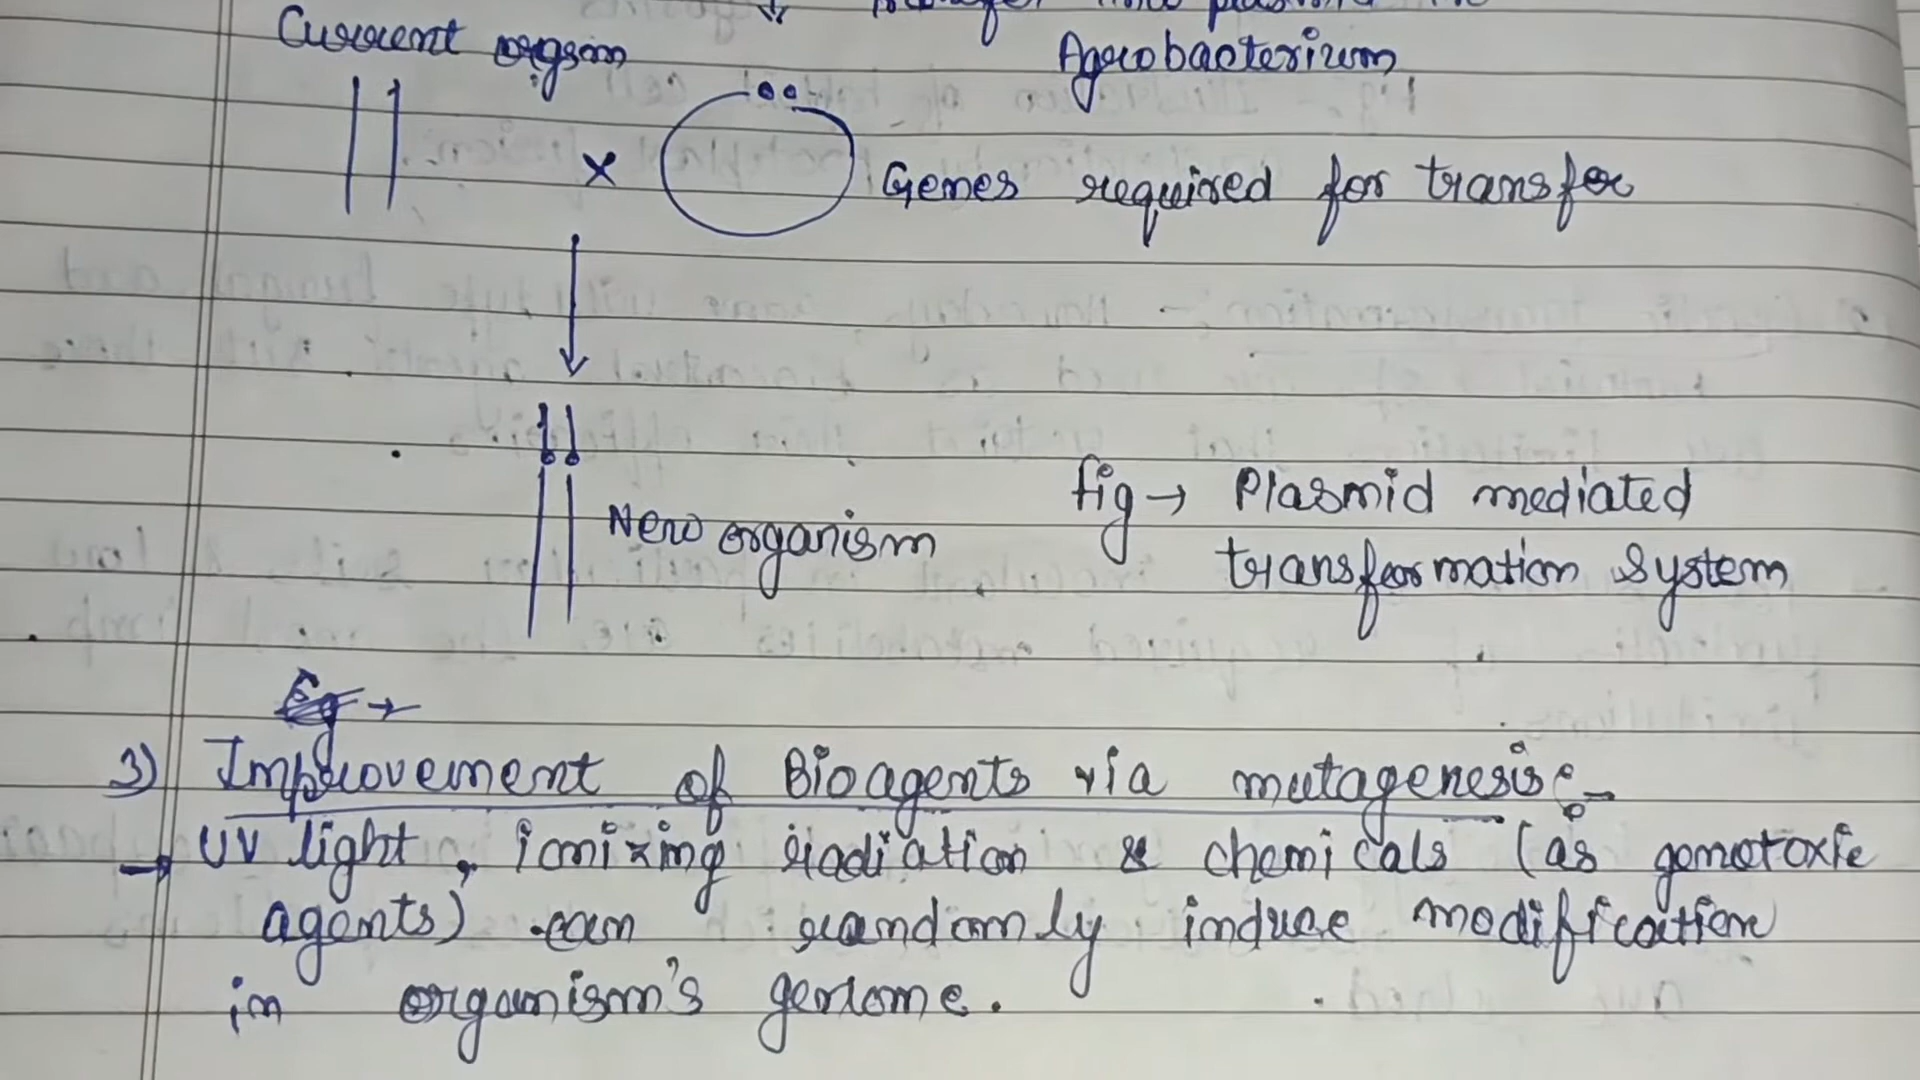 Current orgsim
Agrobacterium
x Genes required for transfer
New organism
fig → Plasmid mediated
transformation system
3) Improvement of Bioagents via mutagenesis:-
→ UV light, ionizing radiation & chemicals (as genotoxic
agents) can randomly induce modification
in organism's genome.